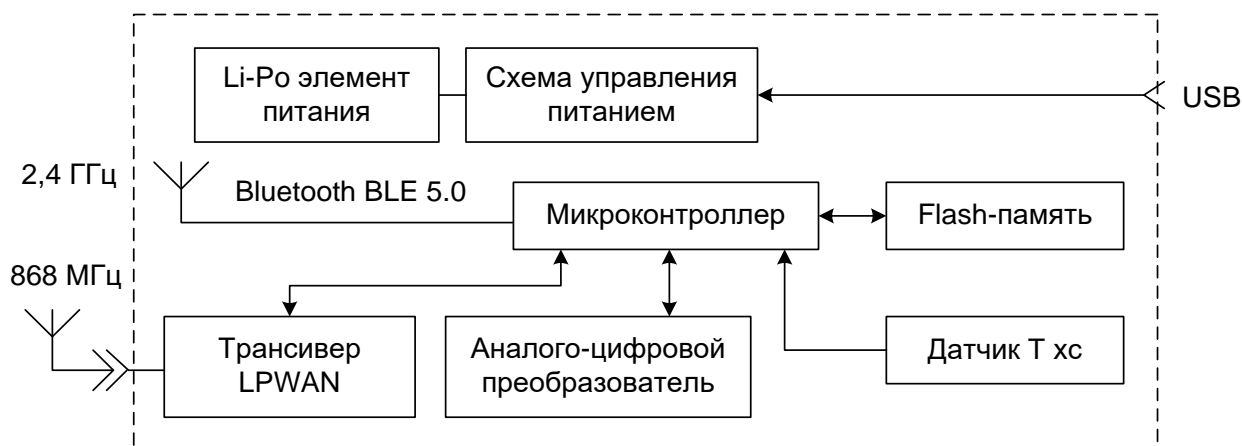 Li-Po элемент
питания
Схема управления
питанием
USB
2,4 ГГц
Bluetooth BLE 5.0
Микроконтроллер
Flash-память
868 МГц
Трансивер
LPWAN
Аналого-цифровой
преобразователь
Датчик Т хс